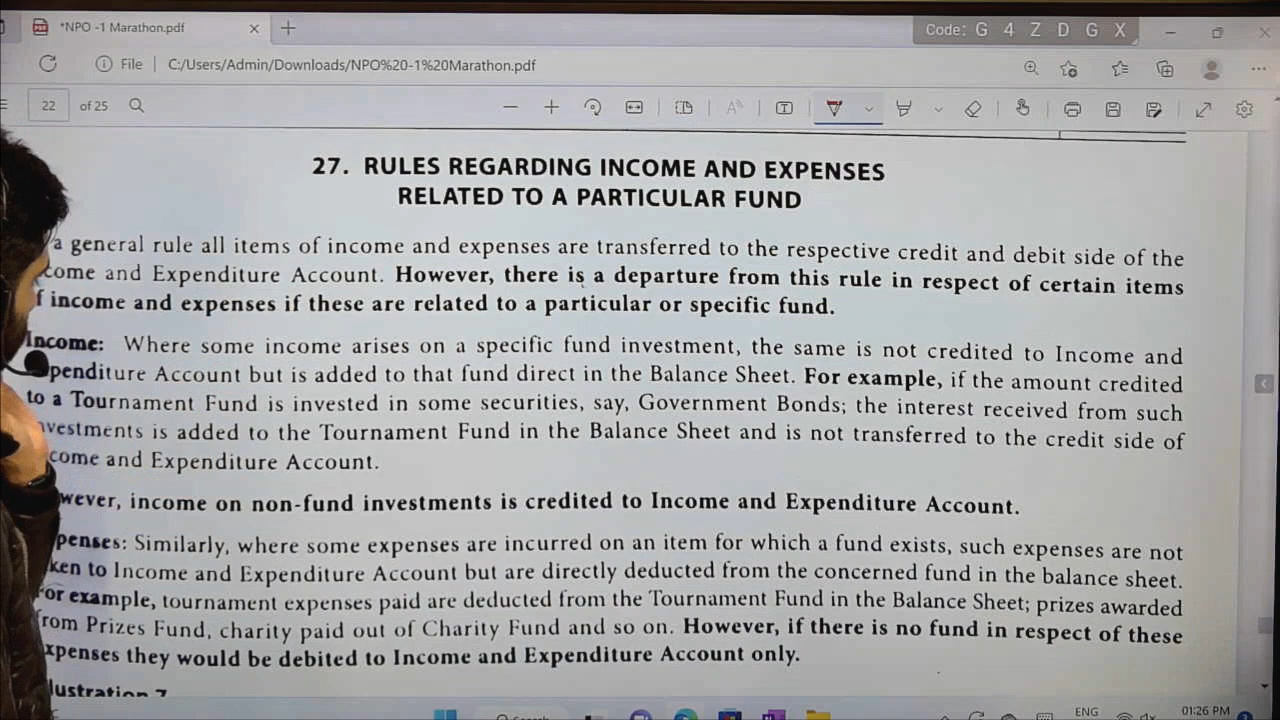 *NPO -1 Marathon.pdf
Code: G 4 Z D G X
File C:/Users/Admin/Downloads/NPO%20-1%20Marathon.pdf
22 of 25
27. RULES REGARDING INCOME AND EXPENSES
RELATED TO A PARTICULAR FUND
a general rule all items of income and expenses are transferred to the respective credit and debit side of the
come and Expenditure Account. However, there is a departure from this rule in respect of certain items
f income and expenses if these are related to a particular or specific fund.
Income: Where some income arises on a specific fund investment, the same is not credited to Income and
penditure Account but is added to that fund direct in the Balance Sheet. For example, if the amount credited
to a Tournament Fund is invested in some securities, say, Government Bonds; the interest received from such
vestments is added to the Tournament Fund in the Balance Sheet and is not transferred to the credit side of
come and Expenditure Account.
wever, income on non-fund investments is credited to Income and Expenditure Account.
penses: Similarly, where some expenses are incurred on an item for which a fund exists, such expenses are not
ken to Income and Expenditure Account but are directly deducted from the concerned fund in the balance sheet.
For example, tournament expenses paid are deducted from the Tournament Fund in the Balance Sheet; prizes awarded
from Prizes Fund, charity paid out of Charity Fund and so on. However, if there is no fund in respect of these
xpenses they would be debited to Income and Expenditure Account only.
lustration 7
ENG
01:26 PM